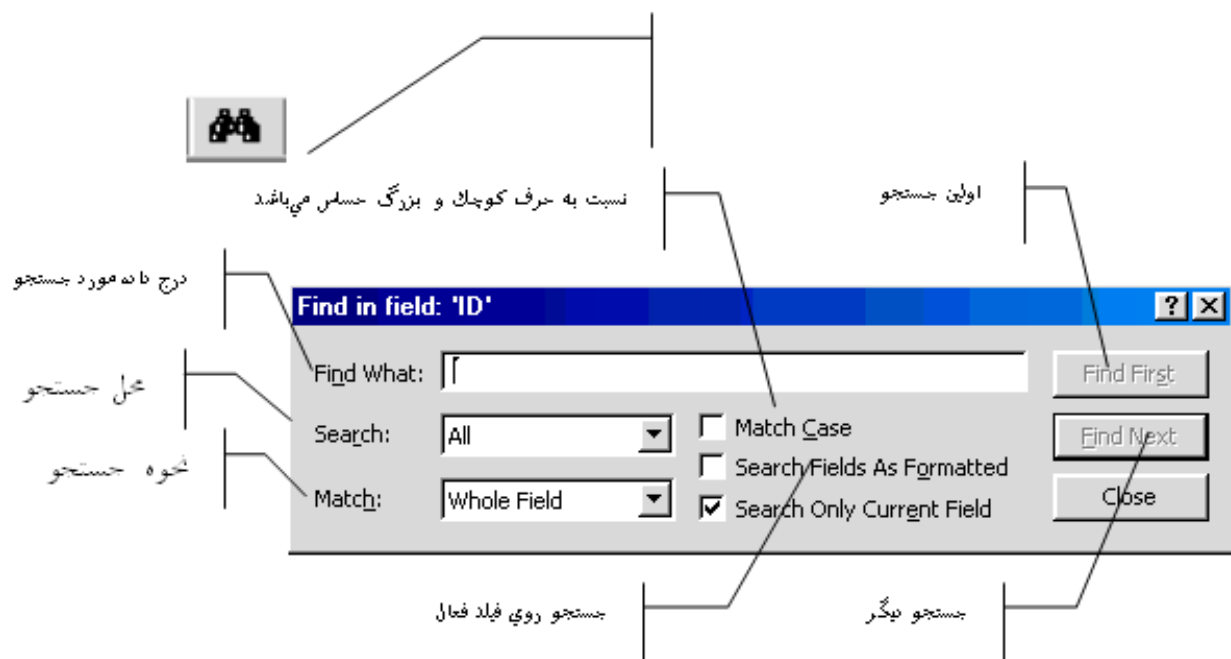 نسبت به حرف كوچك و بزرگ حساس مي‌باشد
اولين جستجو
درج داده مورد جستجو
Find in field: 'ID'
محل جستجو
Find What:
Find First
Search:
All
Match Case
Find Next
نحوه جستجو
Search Fields As Formatted
Match:
Whole Field
Search Only Current Field
Close
جستجو روي فيلد فعال
جستجو ديگر